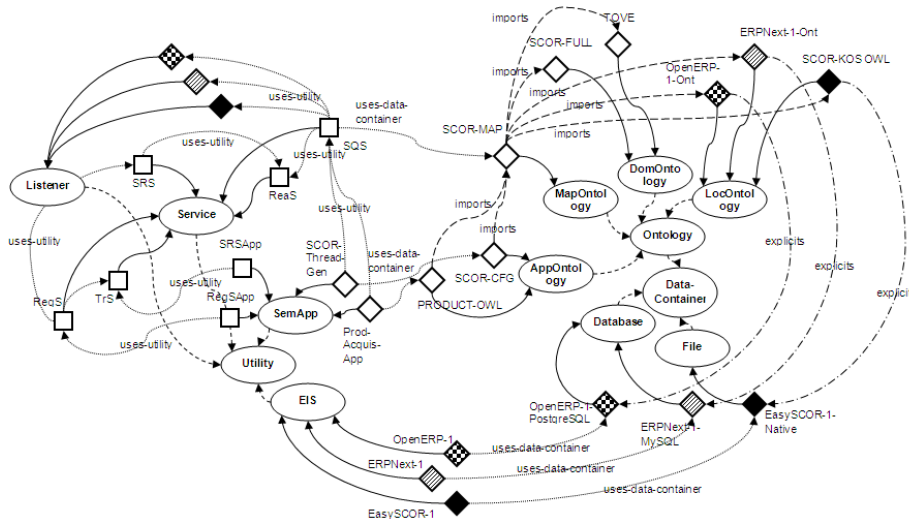 imports
TOVE
SCOR-FULL
ERPNext-1-Ont
imports
imports
OpenERP-
1-Ont
SCOR-KOS OWL
uses-utility
uses-utility
uses-data-
container
imports
imports
SCOR-MAP
SQS
uses-utility
uses-utility
SRS
ReaS
Listener
Service
DomOnto
logy
MapOntol
ogy
LocOntol
ogy
Ontology
imports
imports
uses-utility
SRSApp
SCOR-
Thread-
Gen
uses-utility
uses-data-
container
SCOR-CFG
AppOntol
ogy
explicits
explicits
explicits
Data-
Container
PRODUCT-OWL
ReqS
TrS
uses-utility
RegSApp
SemApp
Prod-
Acquis-
App
Database
File
uses-utility
Utility
EIS
OpenERP-1-
PostgreSQL
ERPNext-1-
MySQL
EasySCOR-1-
Native
OpenERP-1
uses-data-container
ERPNext-1
uses-data-container
uses-data-container
EasySCOR-1